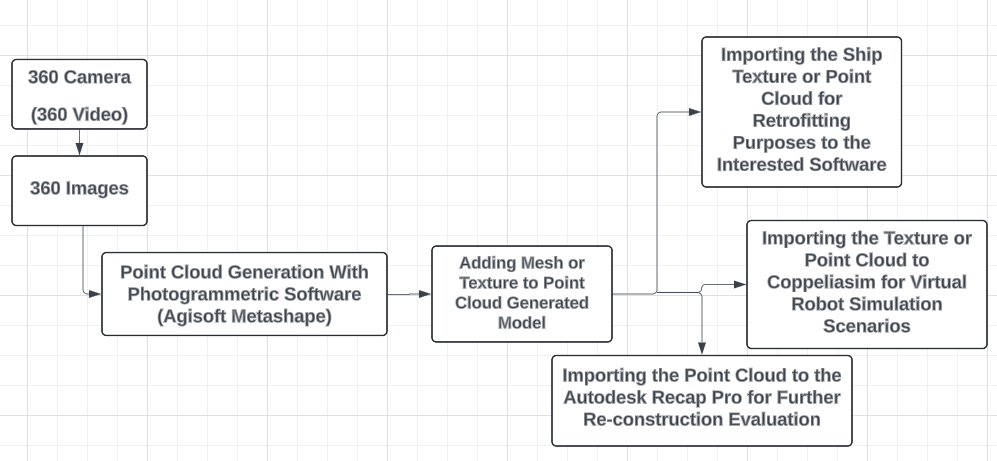 360 Camera
(360 Video)
360 Images
Point Cloud Generation With
Photogrammetric Software
(Agisoft Metashape)
Adding Mesh or
Texture to Point
Cloud Generated
Model
Importing the Ship
Texture or Point
Cloud for
Retrofitting
Purposes to the
Interested Software
Importing the Texture or
Point Cloud to
Coppeliasim for Virtual
Robot Simulation
Scenarios
Importing the Point Cloud to the
Autodesk Recap Pro for Further
Re-construction Evaluation